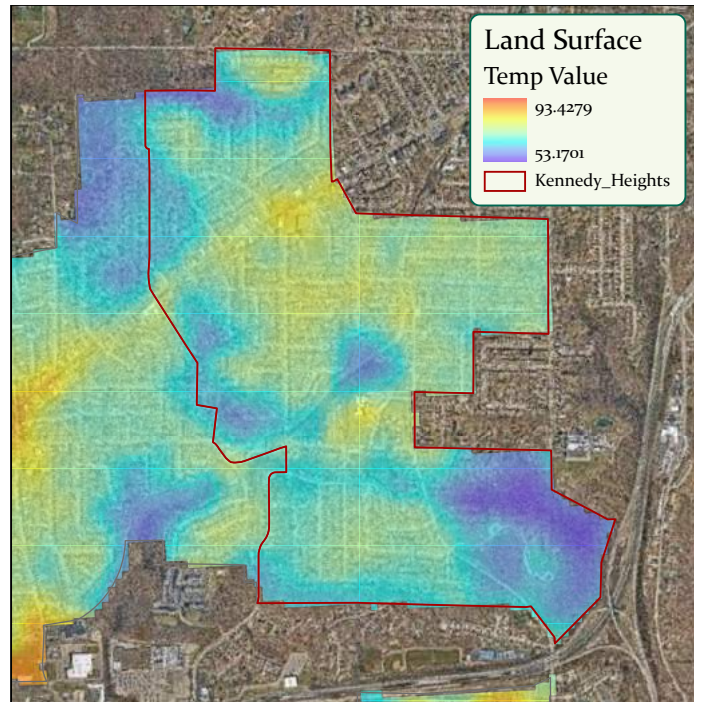 Land Surface
Temp Value
93.4279
53.1701
Kennedy_Heights